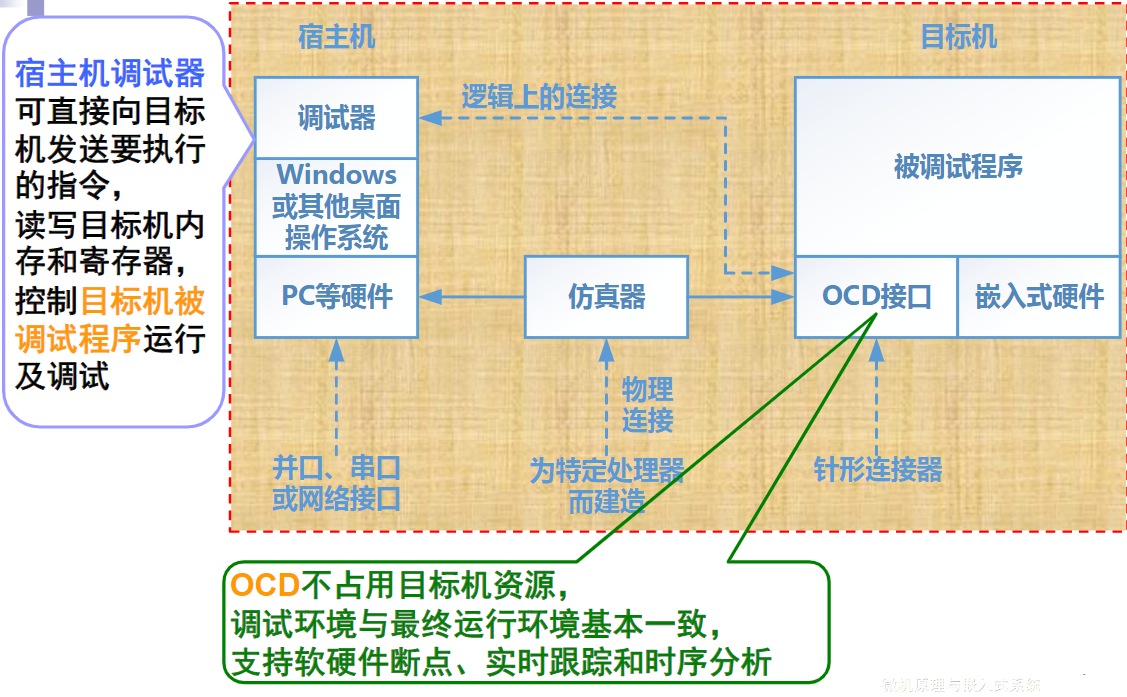 宿主机调试器
可直接向目标
机发送要执行
的指令，
读写目标机内
存和寄存器，
控制目标机被
调试程序运行
及调试
宿主机
目标机
调试器
逻辑上的连接
被调试程序
Windows
或其他桌面
操作系统
PC等硬件
仿真器
OCD接口
嵌入式硬件
物理
连接
并口、串口
或网络接口
为特定处理器
而建造
针形连接器
OCD不占用目标机资源，
调试环境与最终运行环境基本一致，
支持软硬件断点、实时跟踪和时序分析
微机原理与嵌入式系统